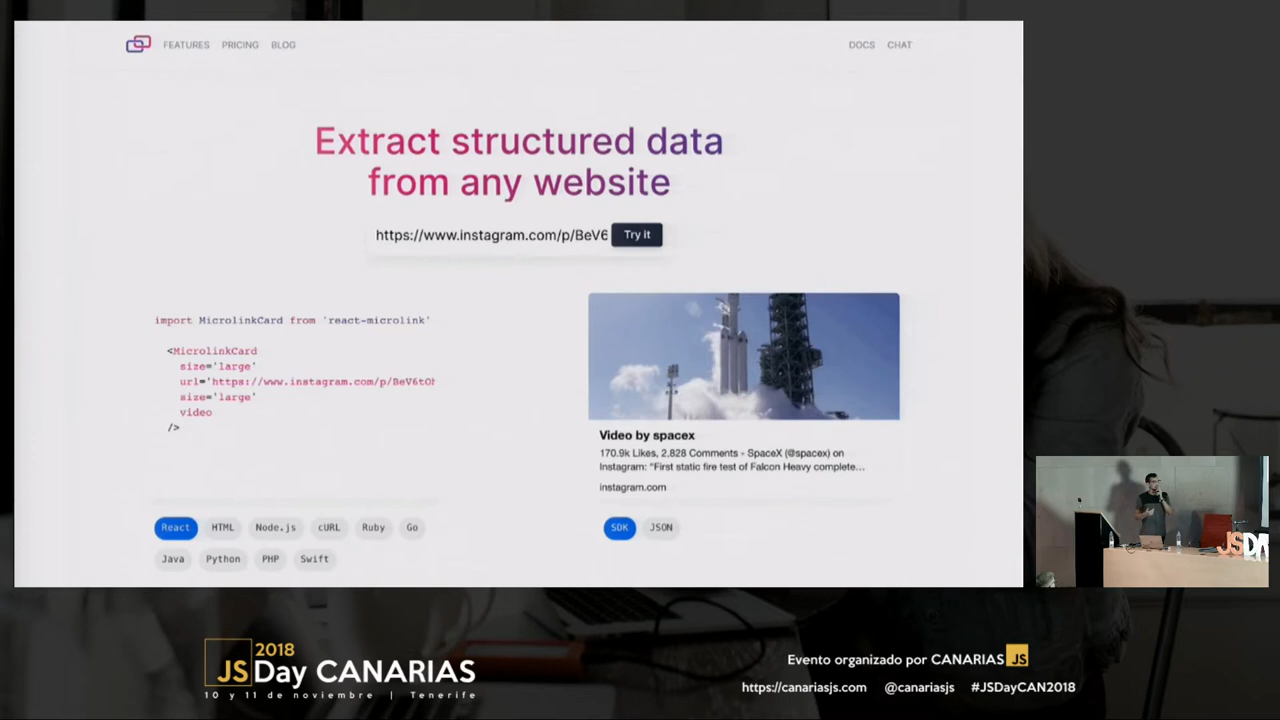 FEATURES PRICING BLOG DOCS CHAT
Extract structured data
from any website
https://www.instagram.com/p/BeV6 Try it
import MicrolinkCard from 'react-microlink'
<MicrolinkCard
size='large'
url='https://www.instagram.com/p/BeV6tOh
size='large'
video
/>
Video by spacex
170.9k Likes, 2,828 Comments - SpaceX (@spacex) on
Instagram: "First static fire test of Falcon Heavy complete...
instagram.com
React HTML Node.js cURL Ruby Go
Java Python PHP Swift
SDK JSON
JSDA
2018
JSDay CANARIAS
10 y 11 de noviembre | Tenerife
Evento organizado por CANARIAS JS
https://canariasjs.com @canariasjs #JSDayCAN2018